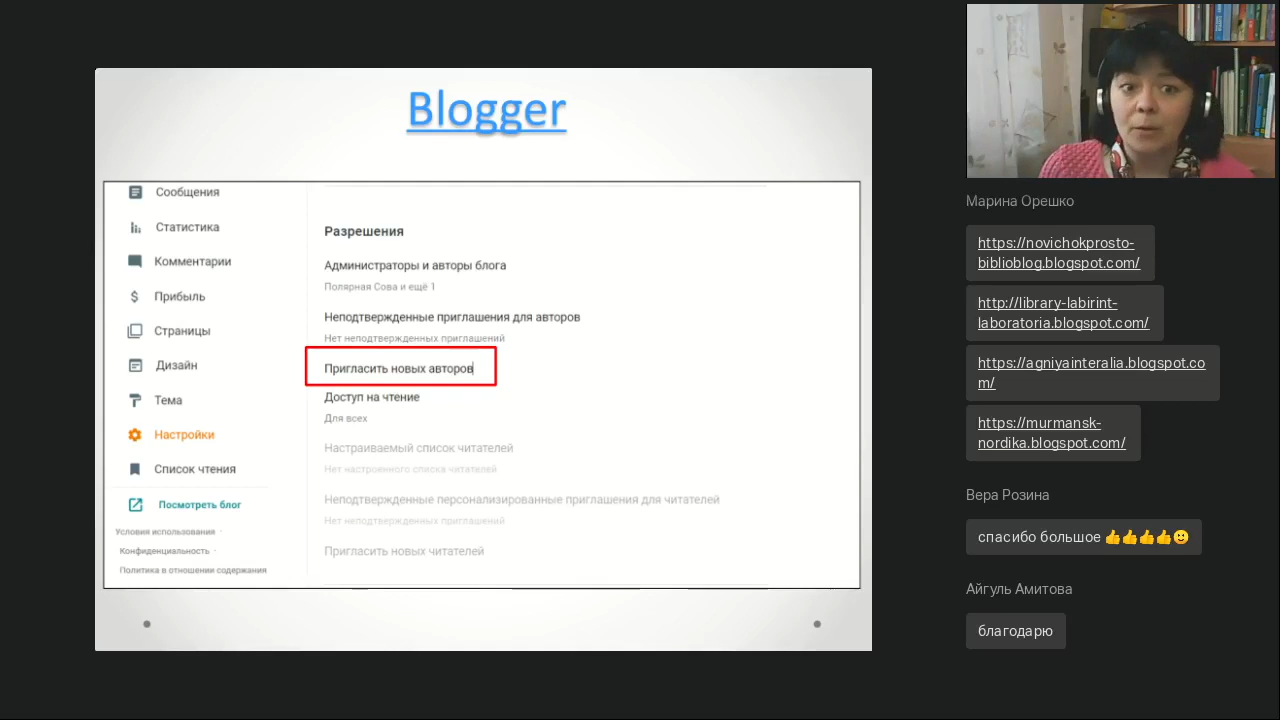 Blogger
Сообщения
Статистика
Комментарии
Прибыль
Страницы
Дизайн
Тема
Настройки
Список чтения
Посмотреть блог
Условия использования ·
Конфиденциальность ·
Политика в отношении содержания
Разрешения
Администраторы и авторы блога
Полярная Сова и ещё 1
Неподтвержденные приглашения для авторов
Нет неподтвержденных приглашений
Пригласить новых авторов
Доступ на чтение
Для всех
Настраиваемый список читателей
Нет настроенного списка читателей
Неподтвержденные персонализированные приглашения для читателей
Нет неподтвержденных приглашений
Пригласить новых читателей
Марина Орешко
https://novichokprosto-
biblioblog.blogspot.com/
http://library-labirint-
laboratoria.blogspot.com/
https://agniyainteralia.blogspot.co
m/
https://murmansk-
nordika.blogspot.com/
Вера Розина
спасибо большое 👍👍👍👍🙂
Айгуль Амитова
благодарю